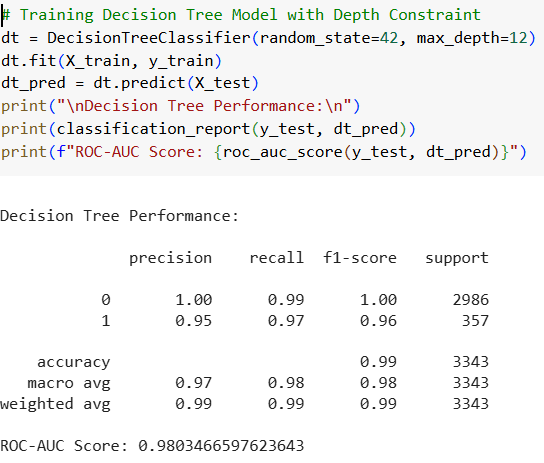 # Training Decision Tree Model with Depth Constraint
dt = DecisionTreeClassifier(random_state=42, max_depth=12)
dt.fit(X_train, y_train)
dt_pred = dt.predict(X_test)
print("\nDecision Tree Performance:\n")
print(classification_report(y_test, dt_pred))
print(f"ROC-AUC Score: {roc_auc_score(y_test, dt_pred)}")
Decision Tree Performance:
precision recall f1-score support
0 1.00 0.99 1.00 2986
1 0.95 0.97 0.96 357
accuracy 0.99 3343
macro avg 0.97 0.98 0.98 3343
weighted avg 0.99 0.99 0.99 3343
ROC-AUC Score: 0.9803466597623643